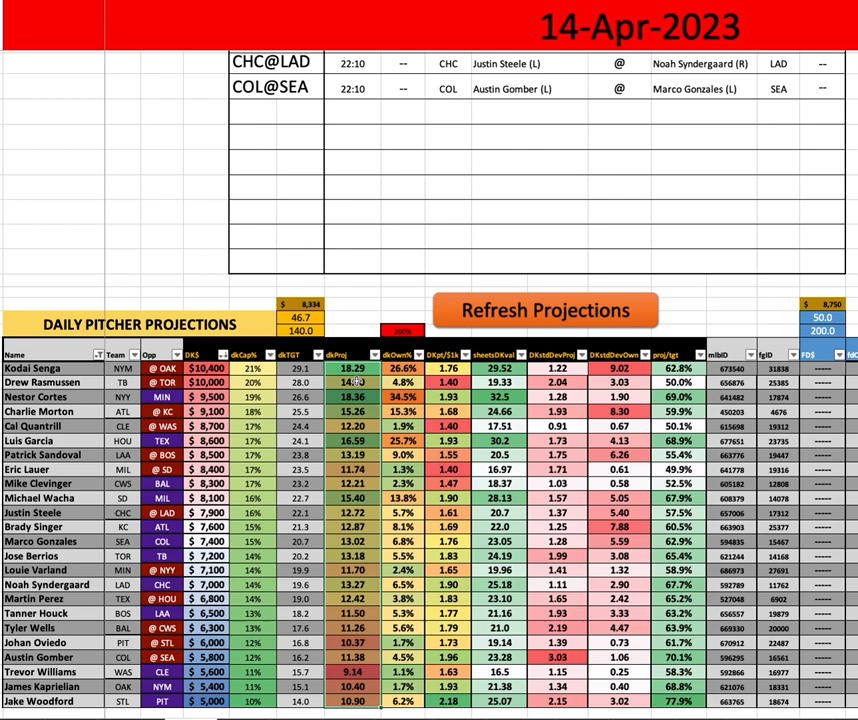 14-Apr-2023
CHC@LAD 22:10 -- CHC Justin Steele (L) @ Noah Syndergaard (R) LAD --
COL@SEA 22:10 -- COL Austin Gomber (L) @ Marco Gonzales (L) SEA --
$ 8,334 $ 8,750
Refresh Projections
46.7 50.0
DAILY PITCHER PROJECTIONS
140.0 200% 200.0
Name Team Opp DK$ dkCap% dkTGT dkProj dkOwn% DKpt/$1k sheetsDKval DKstdDevProj DKstdDevOwn proj/tgt mlbID fgID FD$
Kodai Senga NYM @ OAK $10,400 21% 29.1 18.29 26.6% 1.76 29.52 1.22 9.02 62.8% 673540 31838 -----
Drew Rasmussen TB @ TOR $10,000 20% 28.0 4.8% 1.40 19.33 2.04 3.03 50.0% 656876 25385 -----
Nestor Cortes NYY MIN $ 9,500 19% 26.6 18.36 34.5% 1.93 32.5 1.28 1.90 69.0% 641482 17874 -----
Charlie Morton ATL @ KC $ 9,100 18% 25.5 15.26 15.3% 1.68 24.66 1.93 8.30 59.9% 450203 4676 -----
Cal Quantrill CLE @ WAS $ 8,700 17% 24.4 12.20 1.9% 1.40 17.51 0.91 0.67 50.1% 615698 19312 -----
Luis Garcia HOU TEX $ 8,600 17% 24.1 16.59 25.7% 1.93 30.2 1.73 4.13 68.9% 677651 23735 -----
Patrick Sandoval LAA @ BOS $ 8,500 17% 23.8 13.19 9.0% 1.55 20.5 1.75 6.26 55.4% 663776 19447 -----
Eric Lauer MIL @ SD $ 8,400 17% 23.5 11.74 1.3% 1.40 16.97 1.71 0.61 49.9% 641778 19316 -----
Mike Clevinger CWS BAL $ 8,300 17% 23.2 12.21 2.3% 1.47 18.37 1.03 0.58 52.5% 605182 12808 -----
Michael Wacha SD MIL $ 8,100 16% 22.7 15.40 13.8% 1.90 28.13 1.57 5.05 67.9% 608379 14078 -----
Justin Steele CHC @ LAD $ 7,900 16% 22.1 12.72 5.7% 1.61 20.7 1.37 5.40 57.5% 657006 17312 -----
Brady Singer KC ATL $ 7,600 15% 21.3 12.87 8.1% 1.69 22.0 1.25 7.88 60.5% 663903 25377 -----
Marco Gonzales SEA COL $ 7,400 15% 20.7 13.02 6.8% 1.76 23.05 1.28 5.59 62.9% 594835 15467 -----
Jose Berrios TOR TB $ 7,200 14% 20.2 13.18 5.5% 1.83 24.19 1.99 3.08 65.4% 621244 14168 -----
Louie Varland MIN @ NYY $ 7,100 14% 19.9 11.70 2.4% 1.65 19.96 1.41 1.32 58.9% 686973 27691 -----
Noah Syndergaard LAD CHC $ 7,000 14% 19.6 13.27 6.5% 1.90 25.18 1.11 2.90 67.7% 592789 11762 -----
Martin Perez TEX @ HOU $ 6,800 14% 19.0 12.42 3.8% 1.83 23.10 1.65 2.42 65.2% 527048 6902 -----
Tanner Houck BOS LAA $ 6,500 13% 18.2 11.50 5.3% 1.77 21.16 1.93 3.33 63.2% 656557 19879 -----
Tyler Wells BAL @ CWS $ 6,300 13% 17.6 11.26 5.6% 1.79 21.0 2.19 4.47 63.9% 669330 20000 -----
Johan Oviedo PIT @ STL $ 6,000 12% 16.8 10.37 1.7% 1.73 19.14 1.39 0.73 61.7% 670912 22487 -----
Austin Gomber COL @ SEA $ 5,800 12% 16.2 11.38 4.5% 1.96 23.28 3.03 1.06 70.1% 596295 16561 -----
Trevor Williams WAS CLE $ 5,600 11% 15.7 9.14 1.1% 1.63 16.5 1.15 0.25 58.3% 592866 16977 -----
James Kaprielian OAK NYM $ 5,400 11% 15.1 10.40 1.7% 1.93 21.38 1.34 0.40 68.8% 621076 18331 -----
Jake Woodford STL PIT $ 5,000 10% 14.0 10.90 6.2% 2.18 25.07 2.15 3.02 77.9% 663765 18674 -----